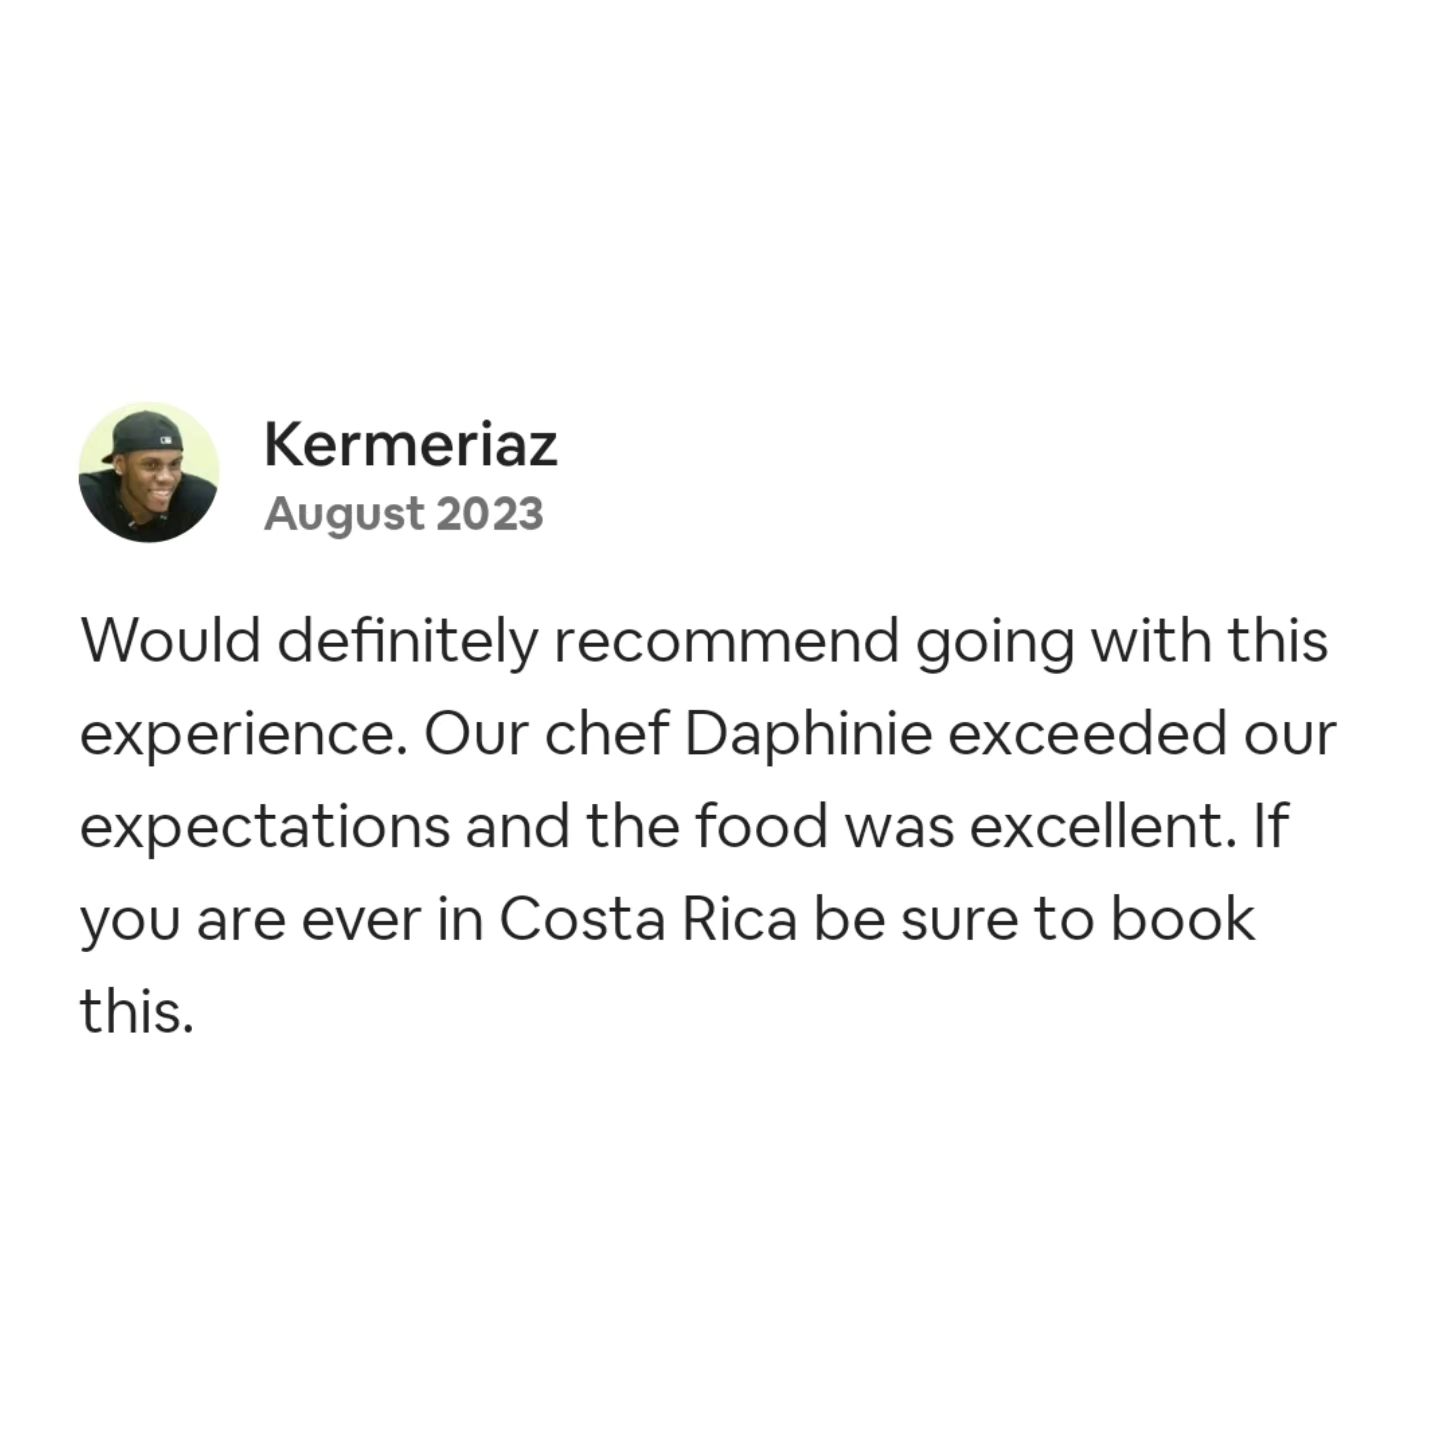 Kermeriaz
August 2023
Would definitely recommend going with this
experience. Our chef Daphinie exceeded our
expectations and the food was excellent. If
you are ever in Costa Rica be sure to book
this.